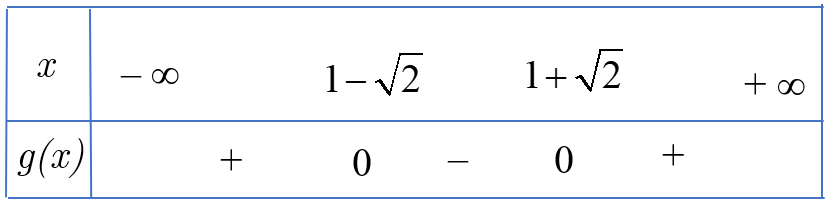 x − ∞ 1 − √2 1 + √2 + ∞
g(x) + 0 − 0 +